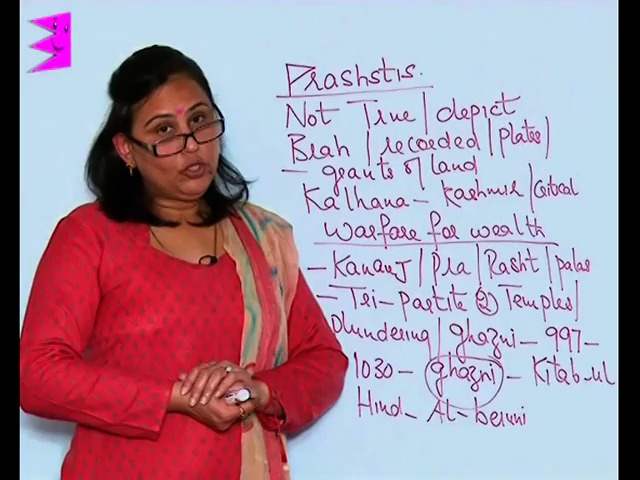 Prashstis.
Not True | depict
Brah | recorded | (plates)
- grants of land
Kalhana - Kashmir | Critical
Warfare for wealth
- Kanauj | Pra | Rasht | palas
- Tri-partite Temples |
Plundering | Ghazni - 997-
1030 - ghazni - Kitab-ul
Hind - Al-beruni